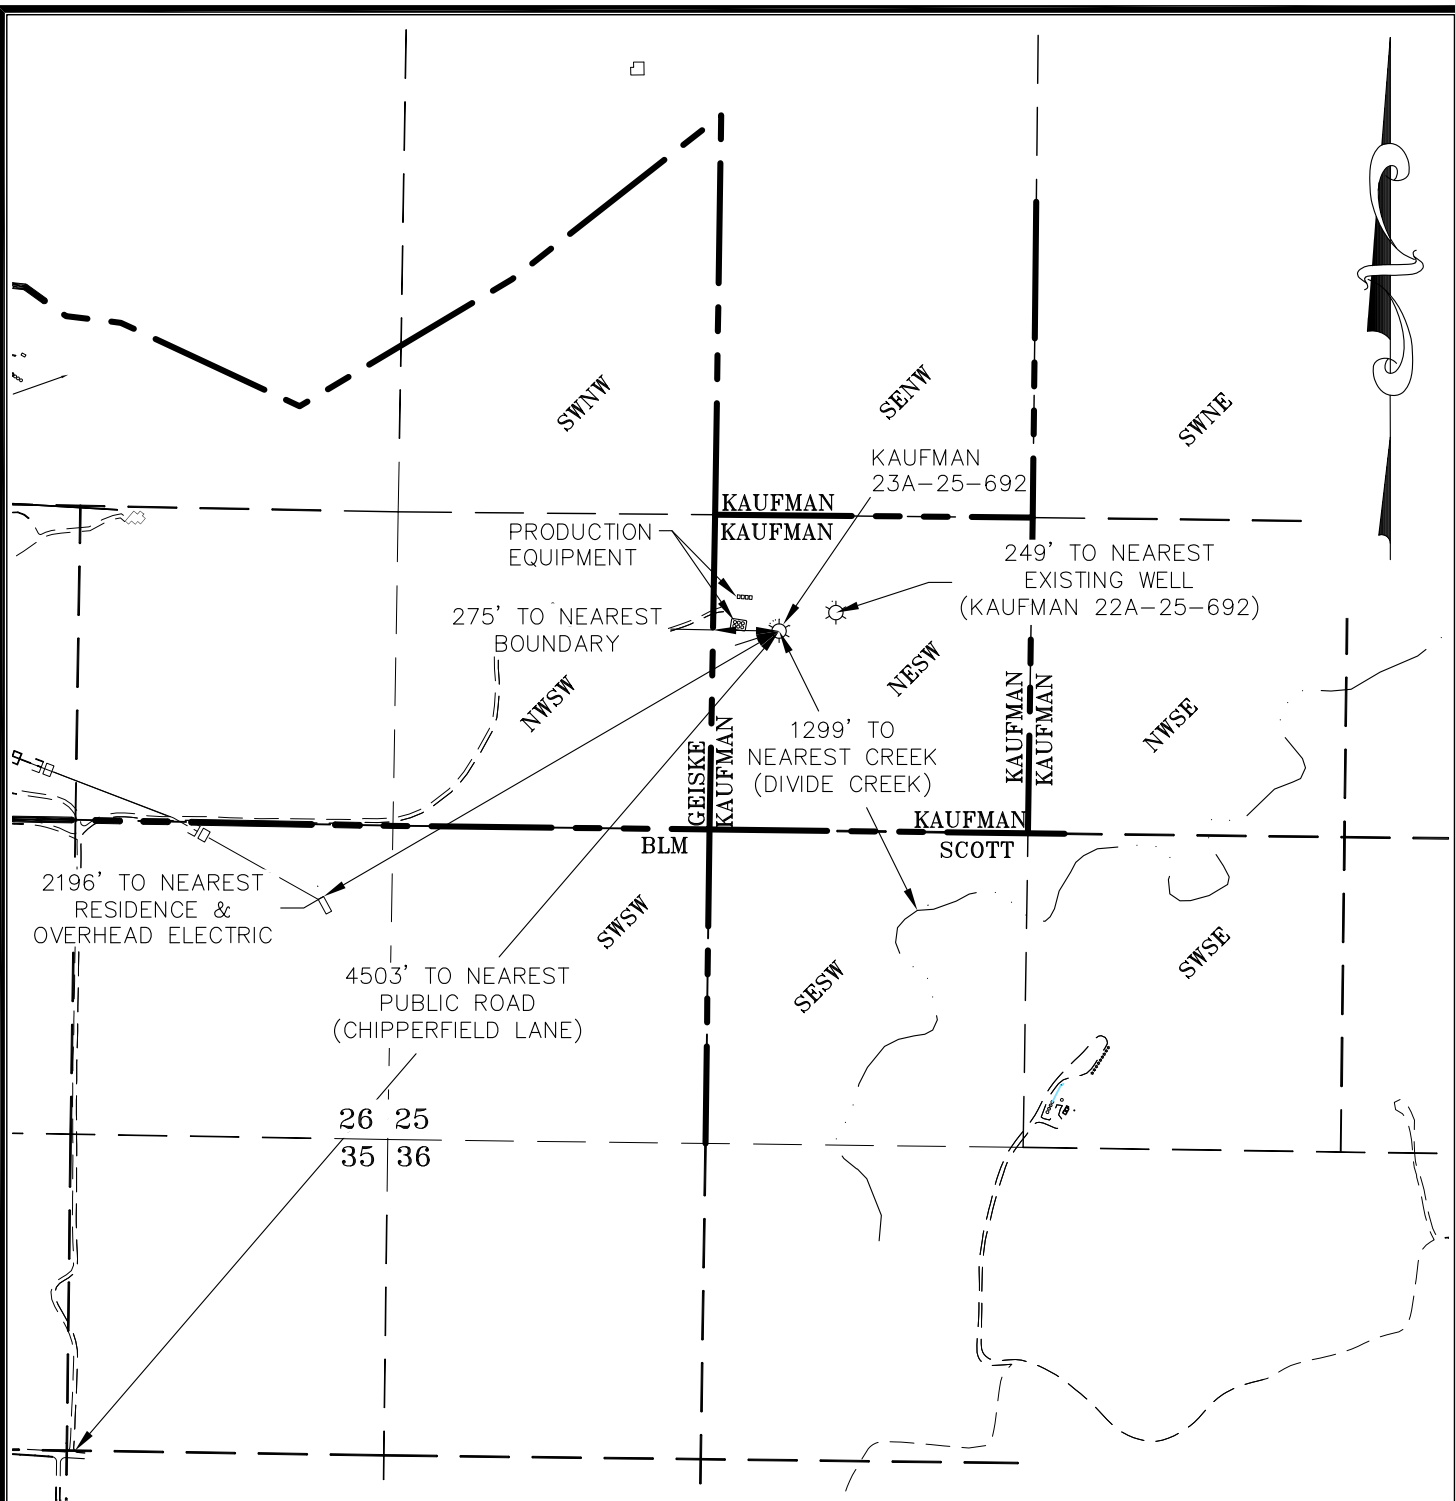 SWNW
SENW
SWNE
KAUFMAN
23A-25-692
KAUFMAN
KAUFMAN
PRODUCTION
EQUIPMENT
249' TO NEAREST
EXISTING WELL
(KAUFMAN 22A-25-692)
275' TO NEAREST
BOUNDARY
NWSW
NESW
NWSE
GEISKE
KAUFMAN
1299' TO
NEAREST CREEK
(DIVIDE CREEK)
KAUFMAN
KAUFMAN
KAUFMAN
SCOTT
BLM
2196' TO NEAREST
RESIDENCE &
OVERHEAD ELECTRIC
SWSW
SESW
SWSE
4503' TO NEAREST
PUBLIC ROAD
(CHIPPERFIELD LANE)
26 25
35 36